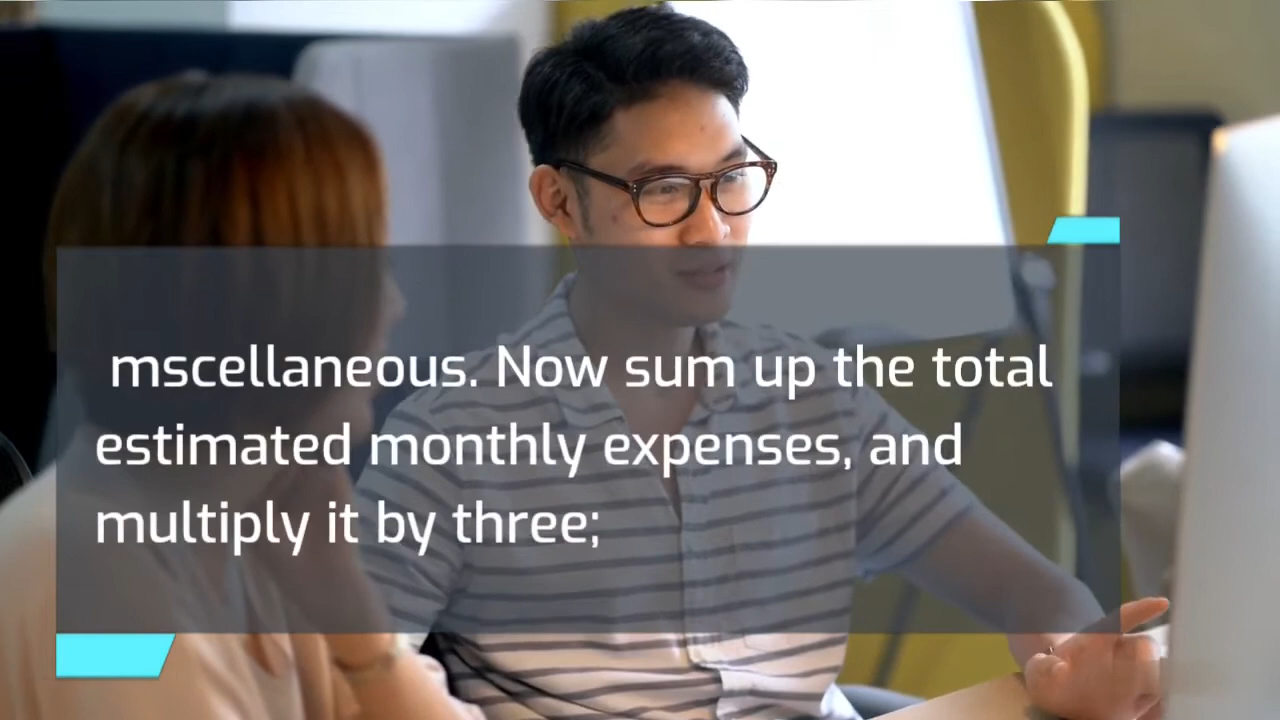 mscellaneous. Now sum up the total
estimated monthly expenses, and
multiply it by three;